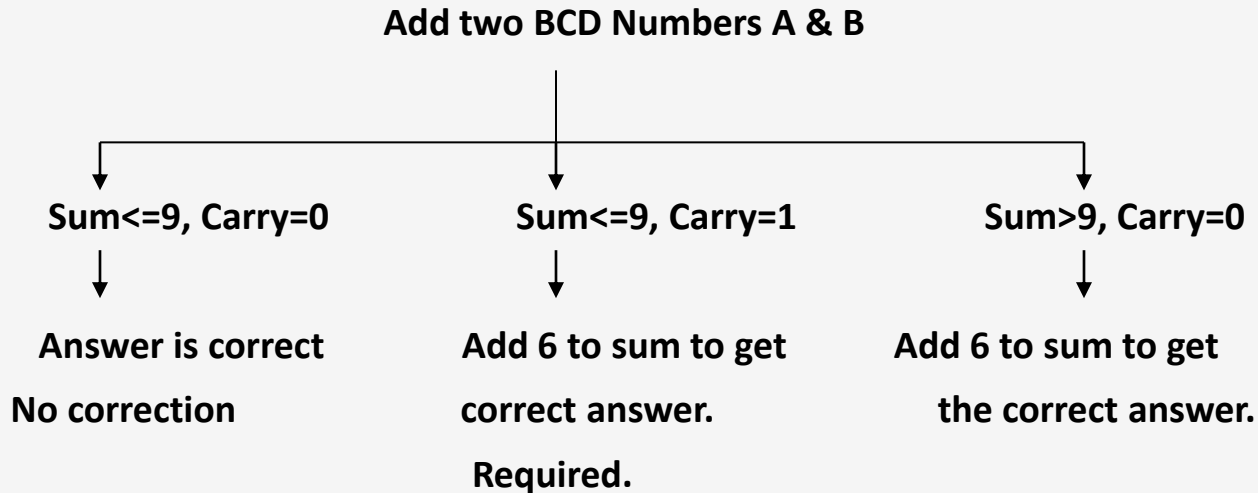 Add two BCD Numbers A & B
Sum<=9, Carry=0
Sum<=9, Carry=1
Sum>9, Carry=0
Answer is correct
No correction
Add 6 to sum to get
correct answer.
Required.
Add 6 to sum to get
the correct answer.